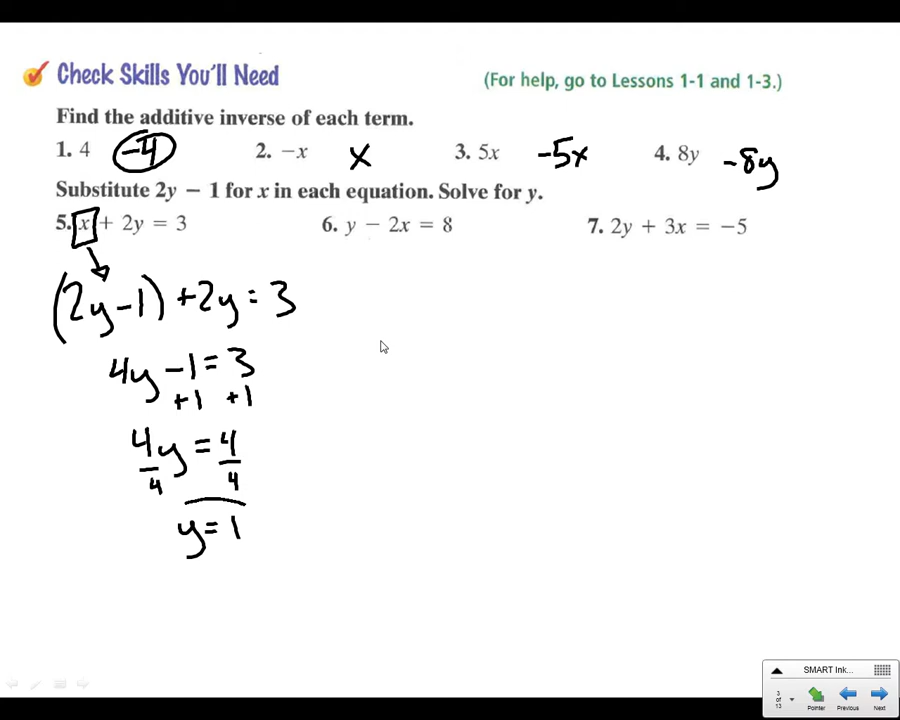 Check Skills You'll Need (For help, go to Lessons 1-1 and 1-3.)
Find the additive inverse of each term.
1. 4 -4 2. −x x 3. 5x -5x 4. 8y -8y
Substitute 2y − 1 for x in each equation. Solve for y.
5. x + 2y = 3 6. y − 2x = 8 7. 2y + 3x = −5
(2y-1) +2y = 3
4y -1 = 3
+1 +1
4y = 4
4 4
y = 1
SMART Ink...
3 of 13 Pointer Previous Next